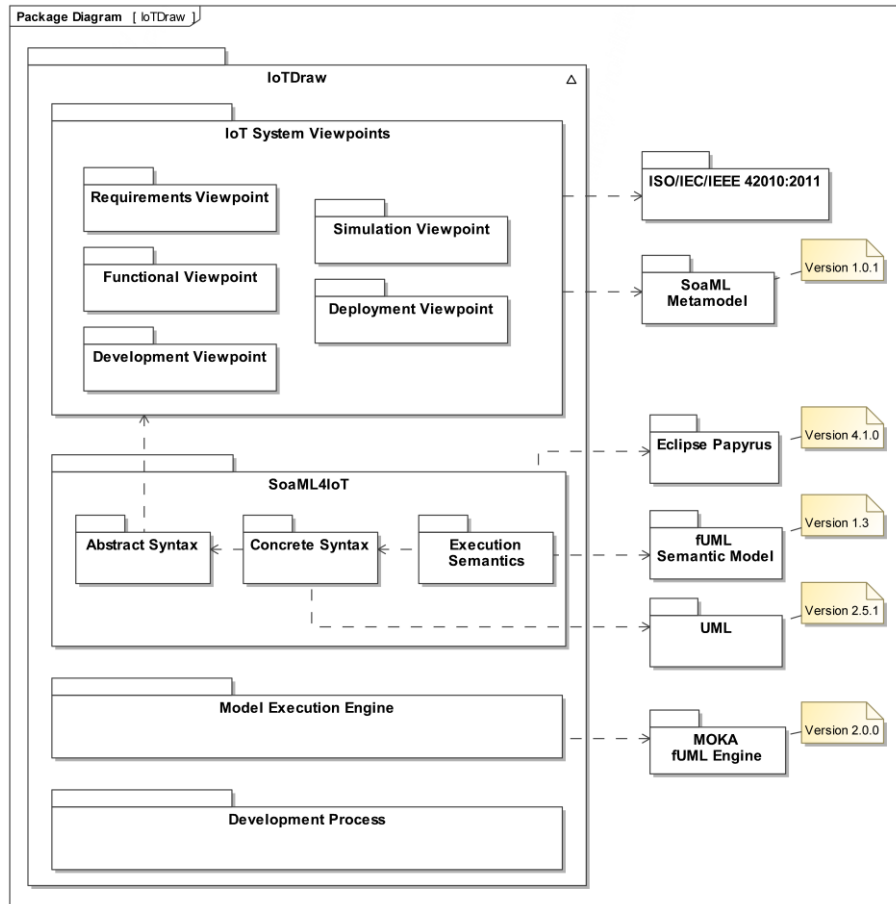 Package Diagram [ IoTDraw ]
IoTDraw
IoT System Viewpoints
Requirements Viewpoint
Functional Viewpoint
Development Viewpoint
Simulation Viewpoint
Deployment Viewpoint
ISO/IEC/IEEE 42010:2011
SoaML
Metamodel
Version 1.0.1
SoaML4IoT
Abstract Syntax
Concrete Syntax
Execution
Semantics
Eclipse Papyrus
Version 4.1.0
fUML
Semantic Model
Version 1.3
UML
Version 2.5.1
Model Execution Engine
MOKA
fUML Engine
Version 2.0.0
Development Process